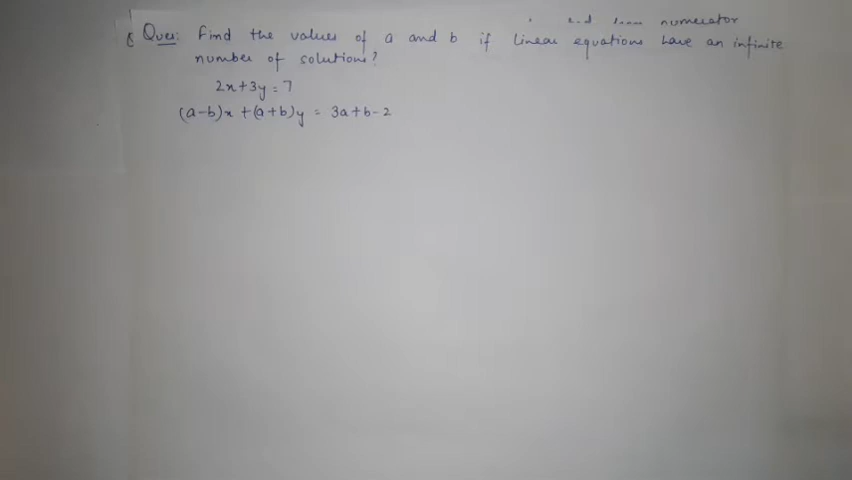 numerator
Ques: Find the values of a and b if linear equations have an infinite
number of solutions?
2x+3y=7
(a-b)x+(a+b)y = 3a+b-2